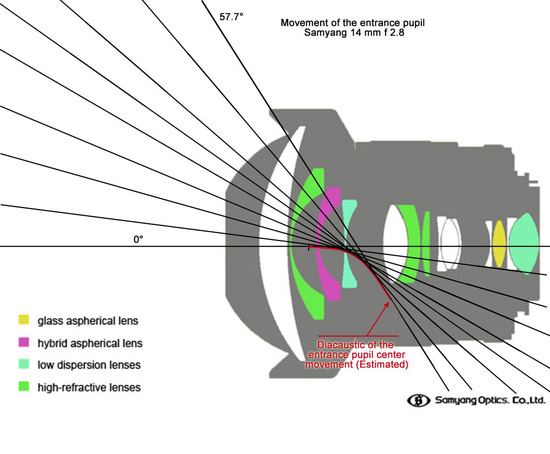 57.7°
Movement of the entrance pupil
Samyang 14 mm f 2.8
0°
glass aspherical lens
hybrid aspherical lens
low dispersion lenses
high-refractive lenses
Diacaustic of the
entrance pupil center
movement (Estimated)
Samyang Optics. Co.,Ltd.